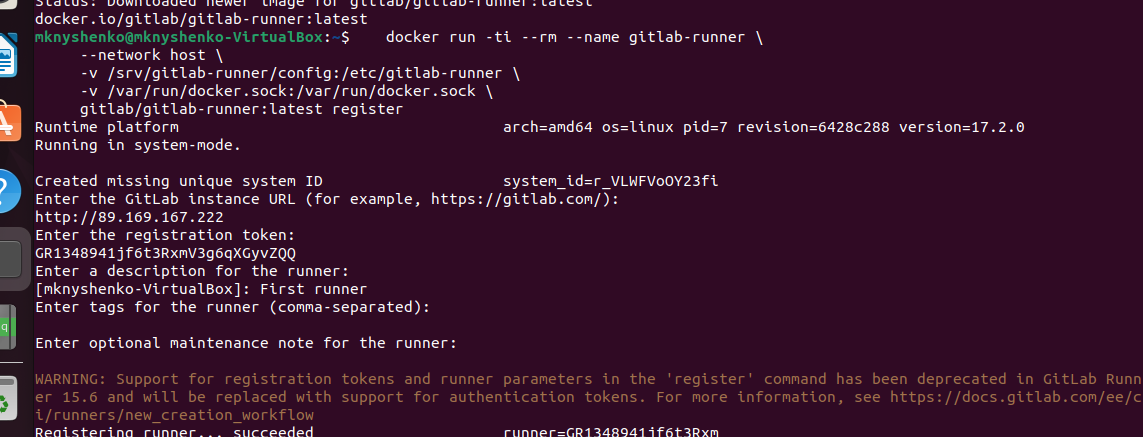 Status: Downloaded newer image for gitlab/gitlab-runner:latest
docker.io/gitlab/gitlab-runner:latest
mknyshenko@mknyshenko-VirtualBox:~$    docker run -ti --rm --name gitlab-runner \
     --network host \
     -v /srv/gitlab-runner/config:/etc/gitlab-runner \
     -v /var/run/docker.sock:/var/run/docker.sock \
     gitlab/gitlab-runner:latest register
Runtime platform                                    arch=amd64 os=linux pid=7 revision=6428c288 version=17.2.0
Running in system-mode.

Created missing unique system ID                    system_id=r_VLWFVoOY23fi
Enter the GitLab instance URL (for example, https://gitlab.com/):
http://89.169.167.222
Enter the registration token:
GR1348941jf6t3RxmV3g6qXGyvZQQ
Enter a description for the runner:
[mknyshenko-VirtualBox]: First runner
Enter tags for the runner (comma-separated):

Enter optional maintenance note for the runner:

WARNING: Support for registration tokens and runner parameters in the 'register' command has been deprecated in GitLab Runn
er 15.6 and will be replaced with support for authentication tokens. For more information, see https://docs.gitlab.com/ee/c
i/runners/new_creation_workflow
Registering runner... succeeded                     runner=GR1348941jf6t3Rxm